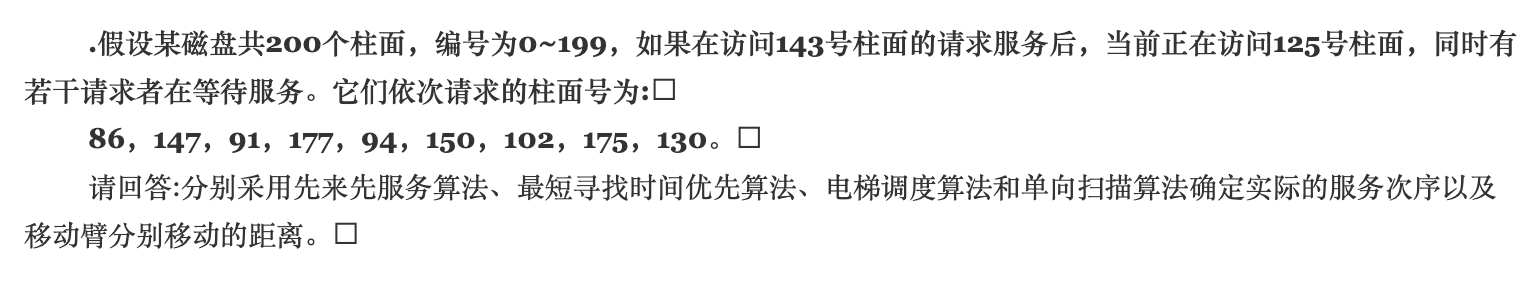 .假设某磁盘共200个柱面，编号为0~199，如果在访问143号柱面的请求服务后，当前正在访问125号柱面，同时有
若干请求者在等待服务。它们依次请求的柱面号为:□
86，147，91，177，94，150，102，175，130。□
请回答:分别采用先来先服务算法、最短寻找时间优先算法、电梯调度算法和单向扫描算法确定实际的服务次序以及
移动臂分别移动的距离。□